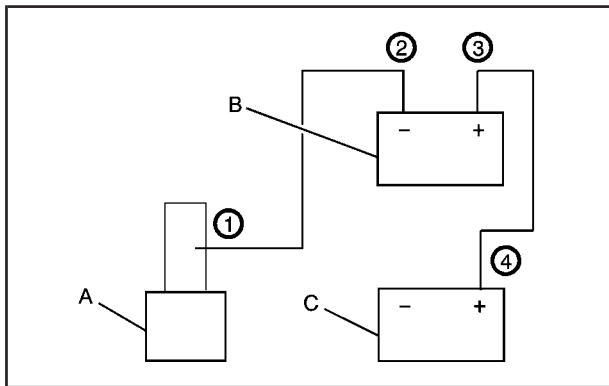 ② ③
B
− +
①
④
A
C
− +